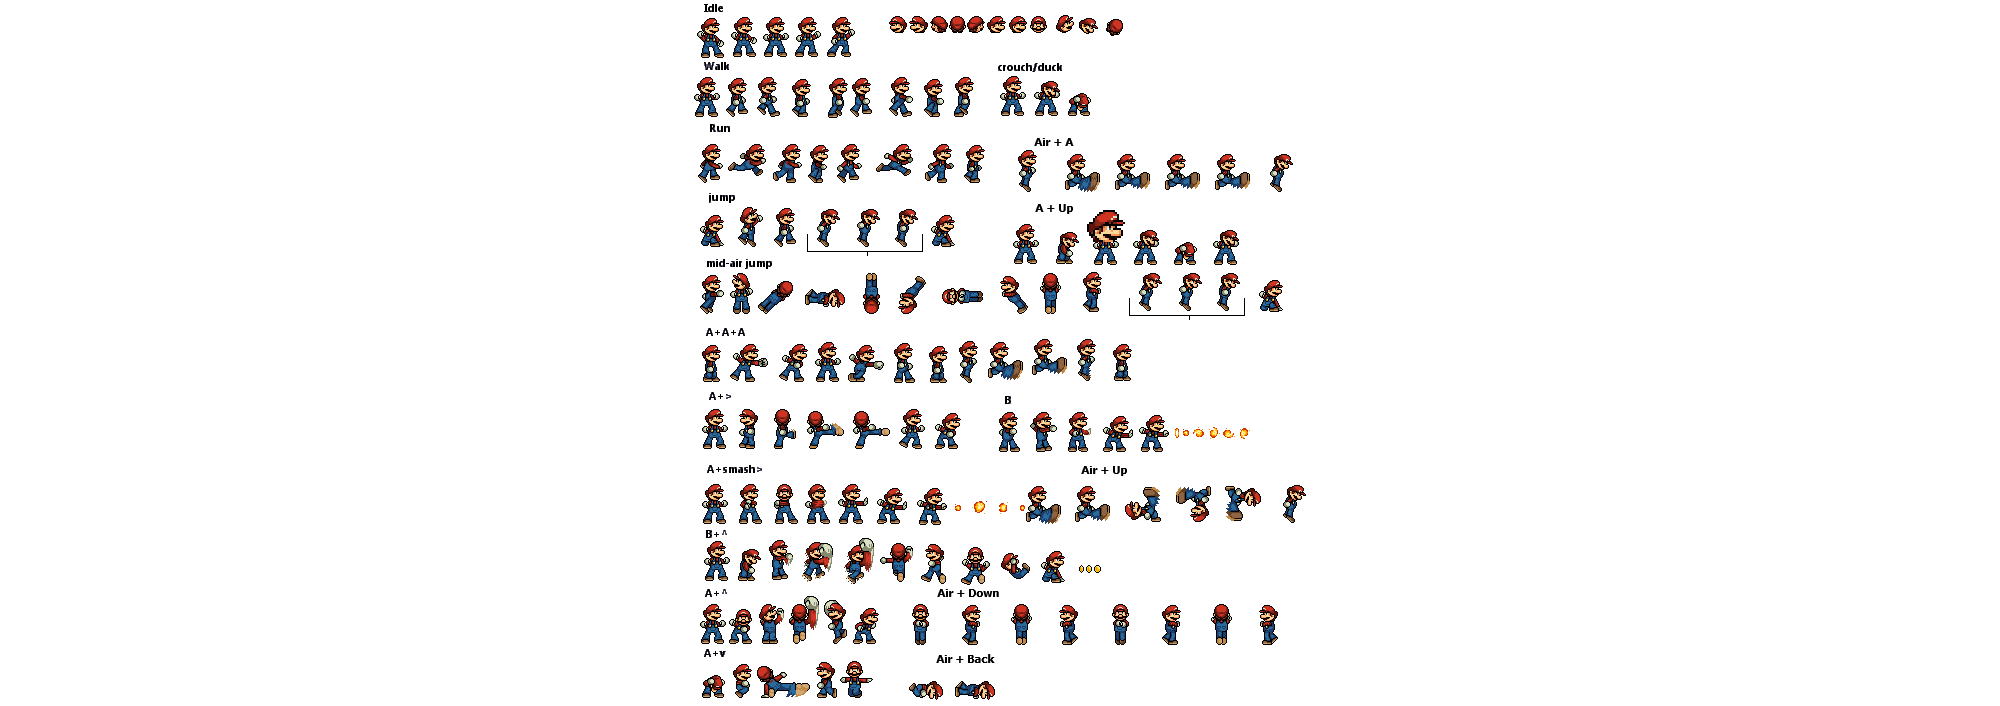 Idle
Walk
crouch/duck
Run
Air + A
jump
A + Up
mid-air jump
A+A+A
A+>
B
A+smash>
Air + Up
B+^
A+^
Air + Down
A+v
Air + Back